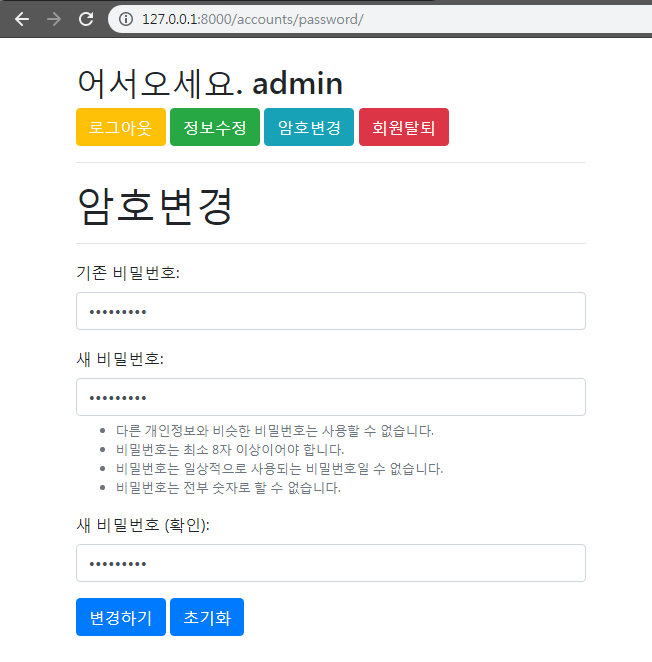 127.0.0.1:8000/accounts/password/
어서오세요. admin
로그아웃 정보수정 암호변경 회원탈퇴
암호변경
기존 비밀번호:
•••••••••
새 비밀번호:
•••••••••
• 다른 개인정보와 비슷한 비밀번호는 사용할 수 없습니다.
• 비밀번호는 최소 8자 이상이어야 합니다.
• 비밀번호는 일상적으로 사용되는 비밀번호일 수 없습니다.
• 비밀번호는 전부 숫자로 할 수 없습니다.
새 비밀번호 (확인):
•••••••••
변경하기 초기화